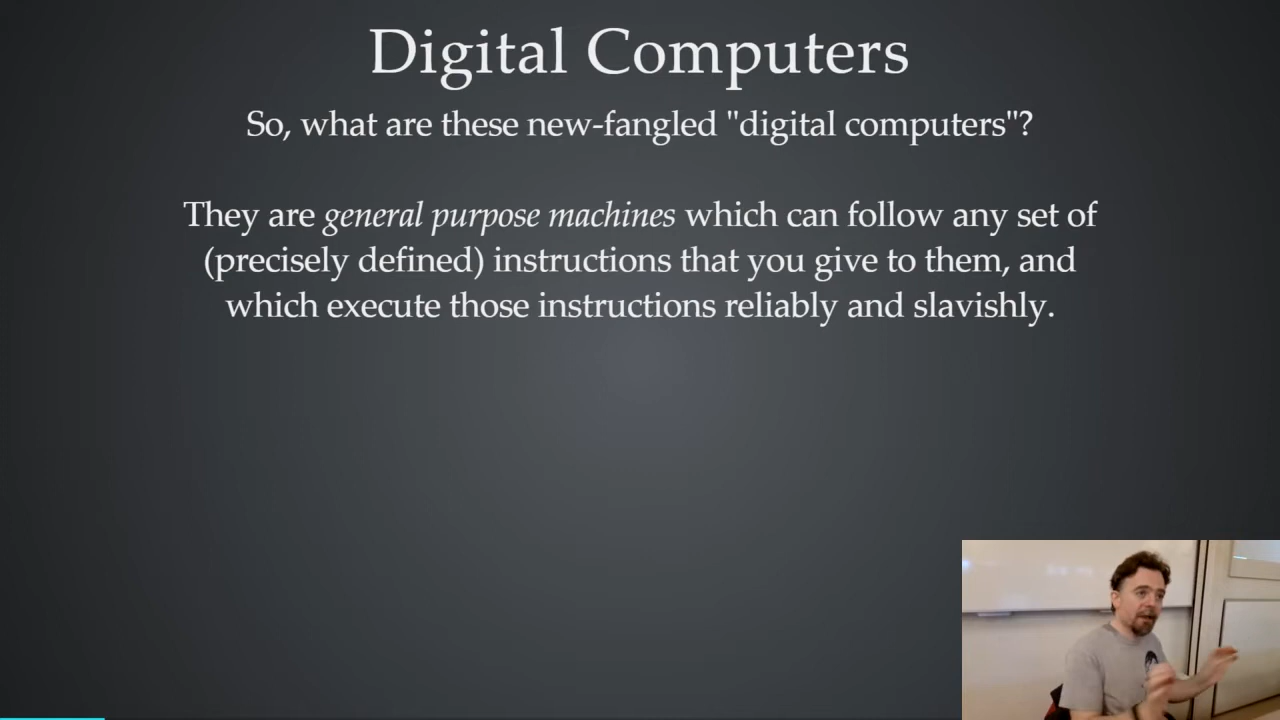 Digital Computers
So, what are these new-fangled "digital computers"?
They are general purpose machines which can follow any set of
(precisely defined) instructions that you give to them, and
which execute those instructions reliably and slavishly.